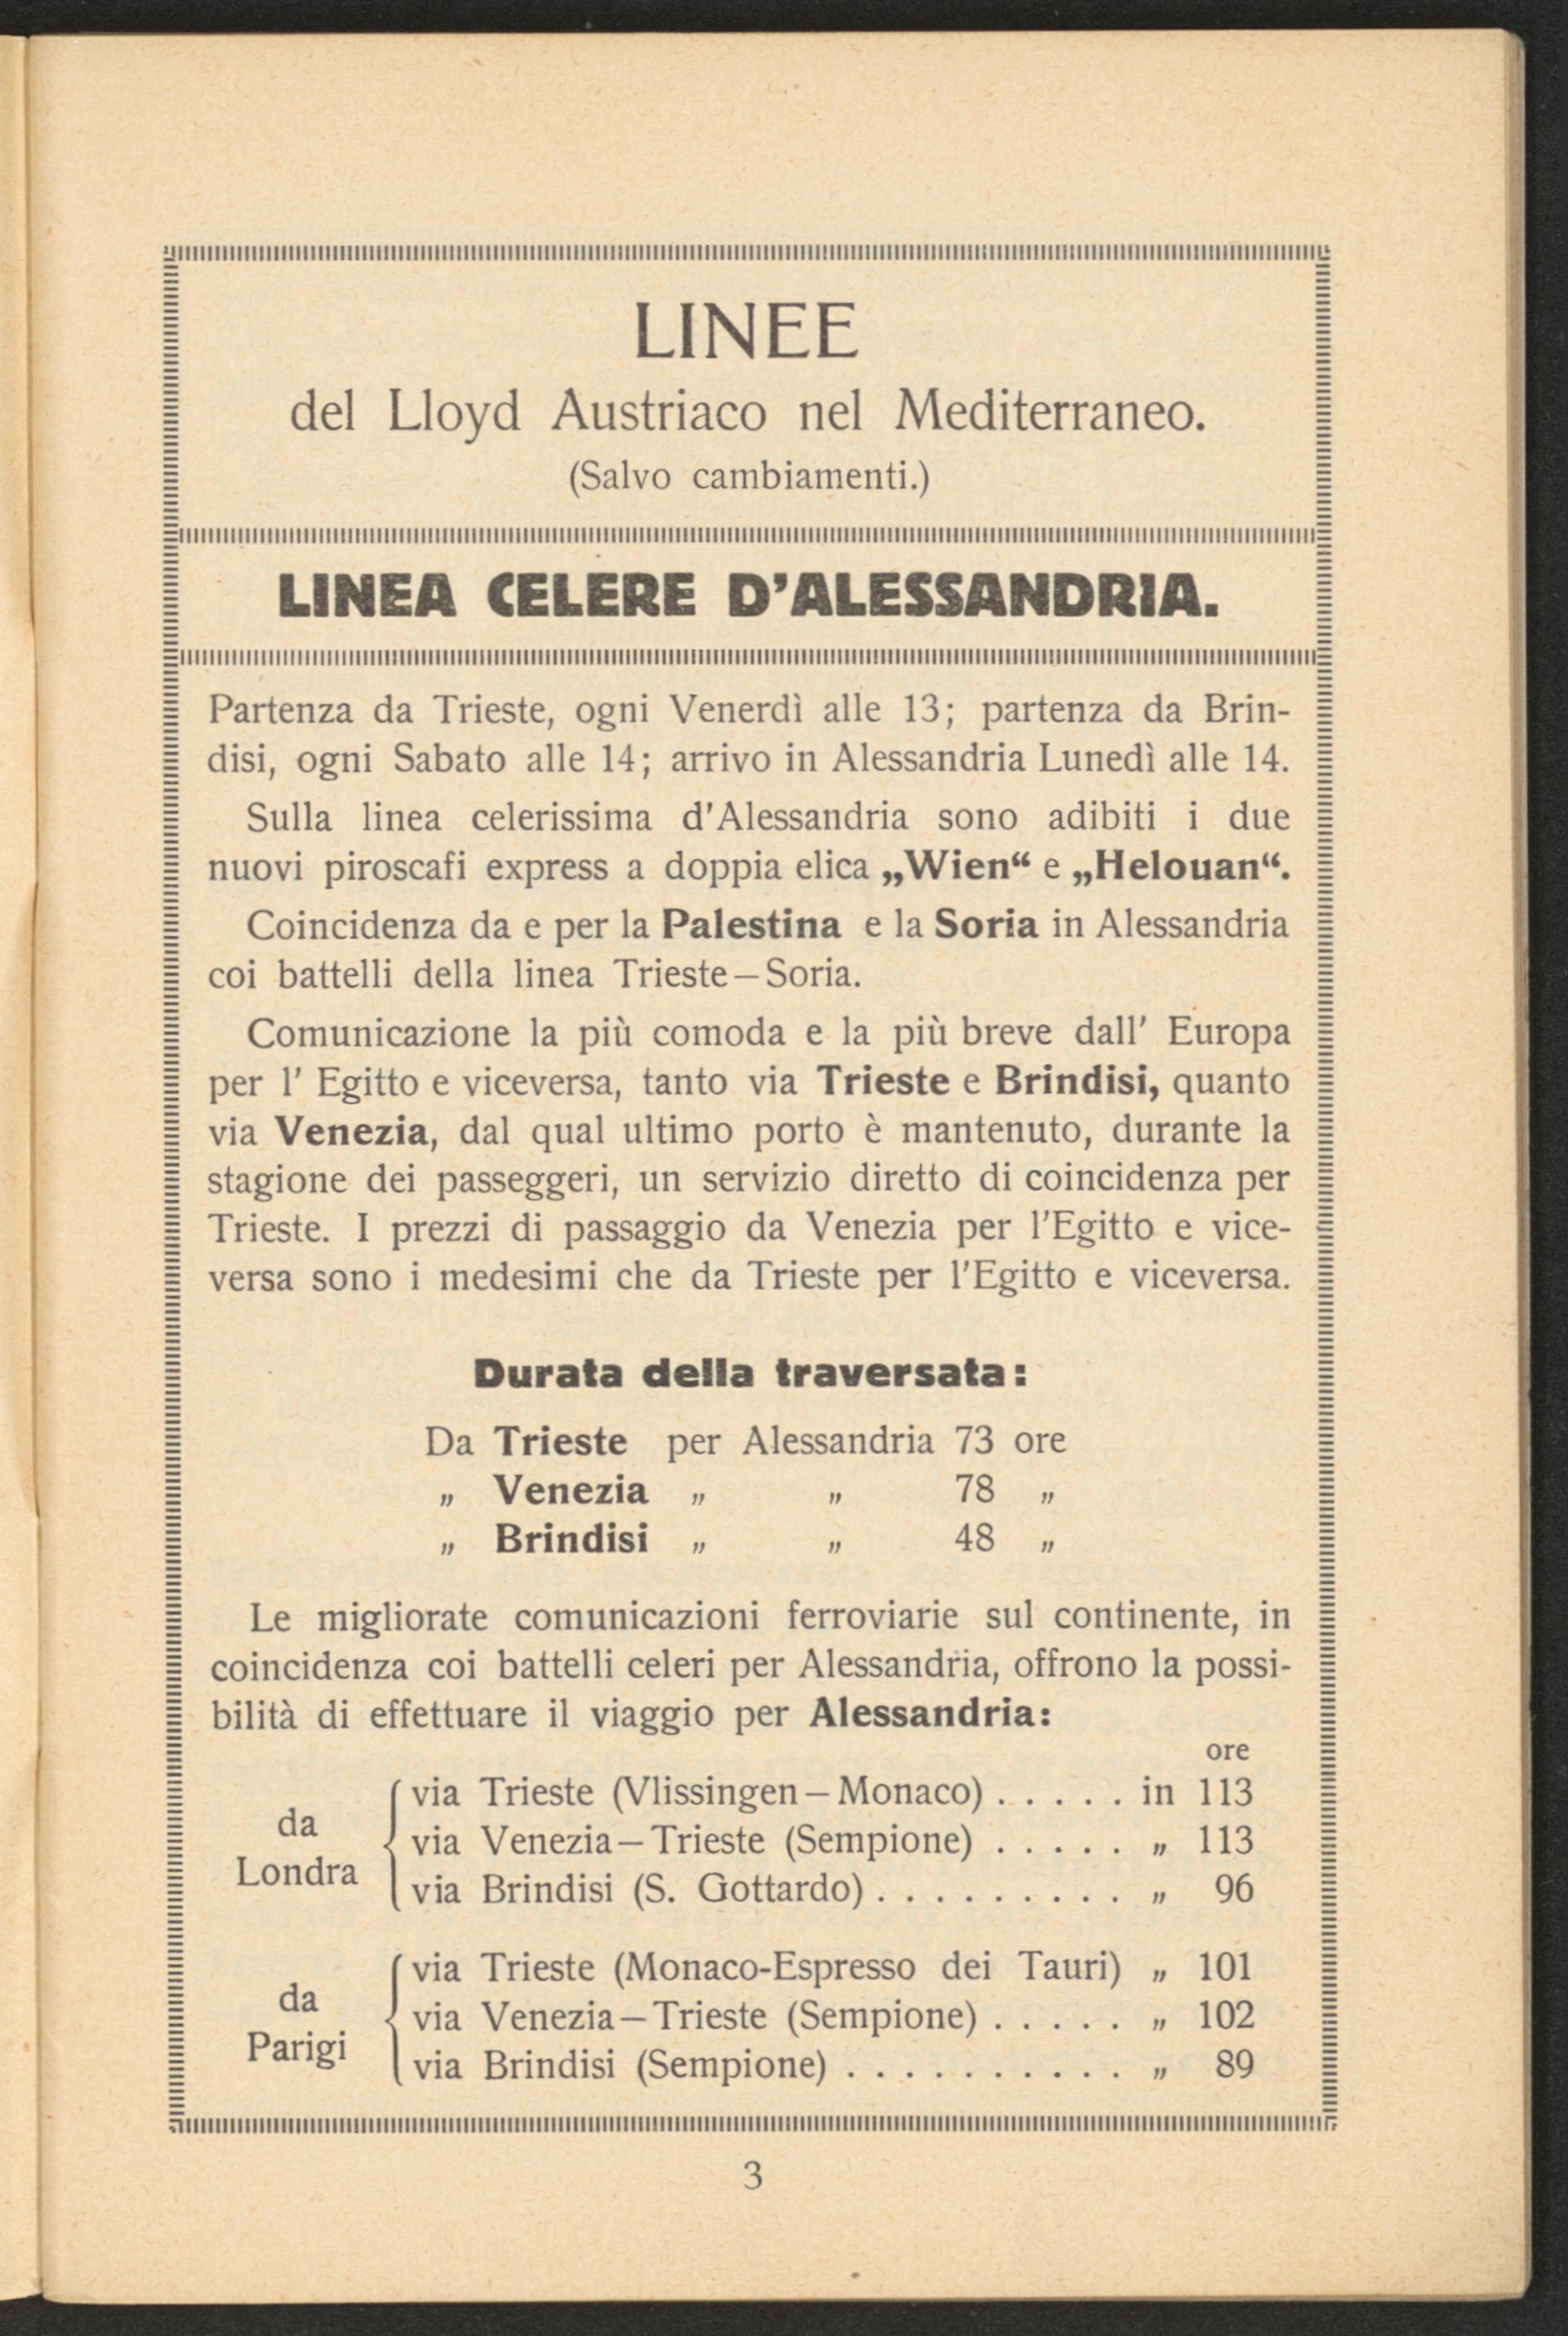 LINEE
del Lloyd Austriaco nel Mediterraneo.
(Salvo cambiamenti.)
LINEA CELERE D'ALESSANDRIA.
Partenza da Trieste, ogni Venerdì alle 13; partenza da Brin-
disi, ogni Sabato alle 14; arrivo in Alessandria Lunedì alle 14.
Sulla linea celerissima d'Alessandria sono adibiti i due
nuovi piroscafi express a doppia elica „Wien“ e „Helouan“.
Coincidenza da e per la Palestina e la Soria in Alessandria
coi battelli della linea Trieste—Soria.
Comunicazione la più comoda e la più breve dall' Europa
per l' Egitto e viceversa, tanto via Trieste e Brindisi, quanto
via Venezia, dal qual ultimo porto è mantenuto, durante la
stagione dei passeggeri, un servizio diretto di coincidenza per
Trieste. I prezzi di passaggio da Venezia per l'Egitto e vice-
versa sono i medesimi che da Trieste per l'Egitto e viceversa.
Durata della traversata:
Da Trieste per Alessandria 73 ore
„ Venezia „ „ 78 „
„ Brindisi „ „ 48 „
Le migliorate comunicazioni ferroviarie sul continente, in
coincidenza coi battelli celeri per Alessandria, offrono la possi-
bilità di effettuare il viaggio per Alessandria:
ore
da
Londra
via Trieste (Vlissingen—Monaco) . . . . . in 113
via Venezia—Trieste (Sempione) . . . . . „ 113
via Brindisi (S. Gottardo) . . . . . . . . . „ 96
da
Parigi
via Trieste (Monaco-Espresso dei Tauri) „ 101
via Venezia—Trieste (Sempione) . . . . . „ 102
via Brindisi (Sempione) . . . . . . . . . . „ 89
3